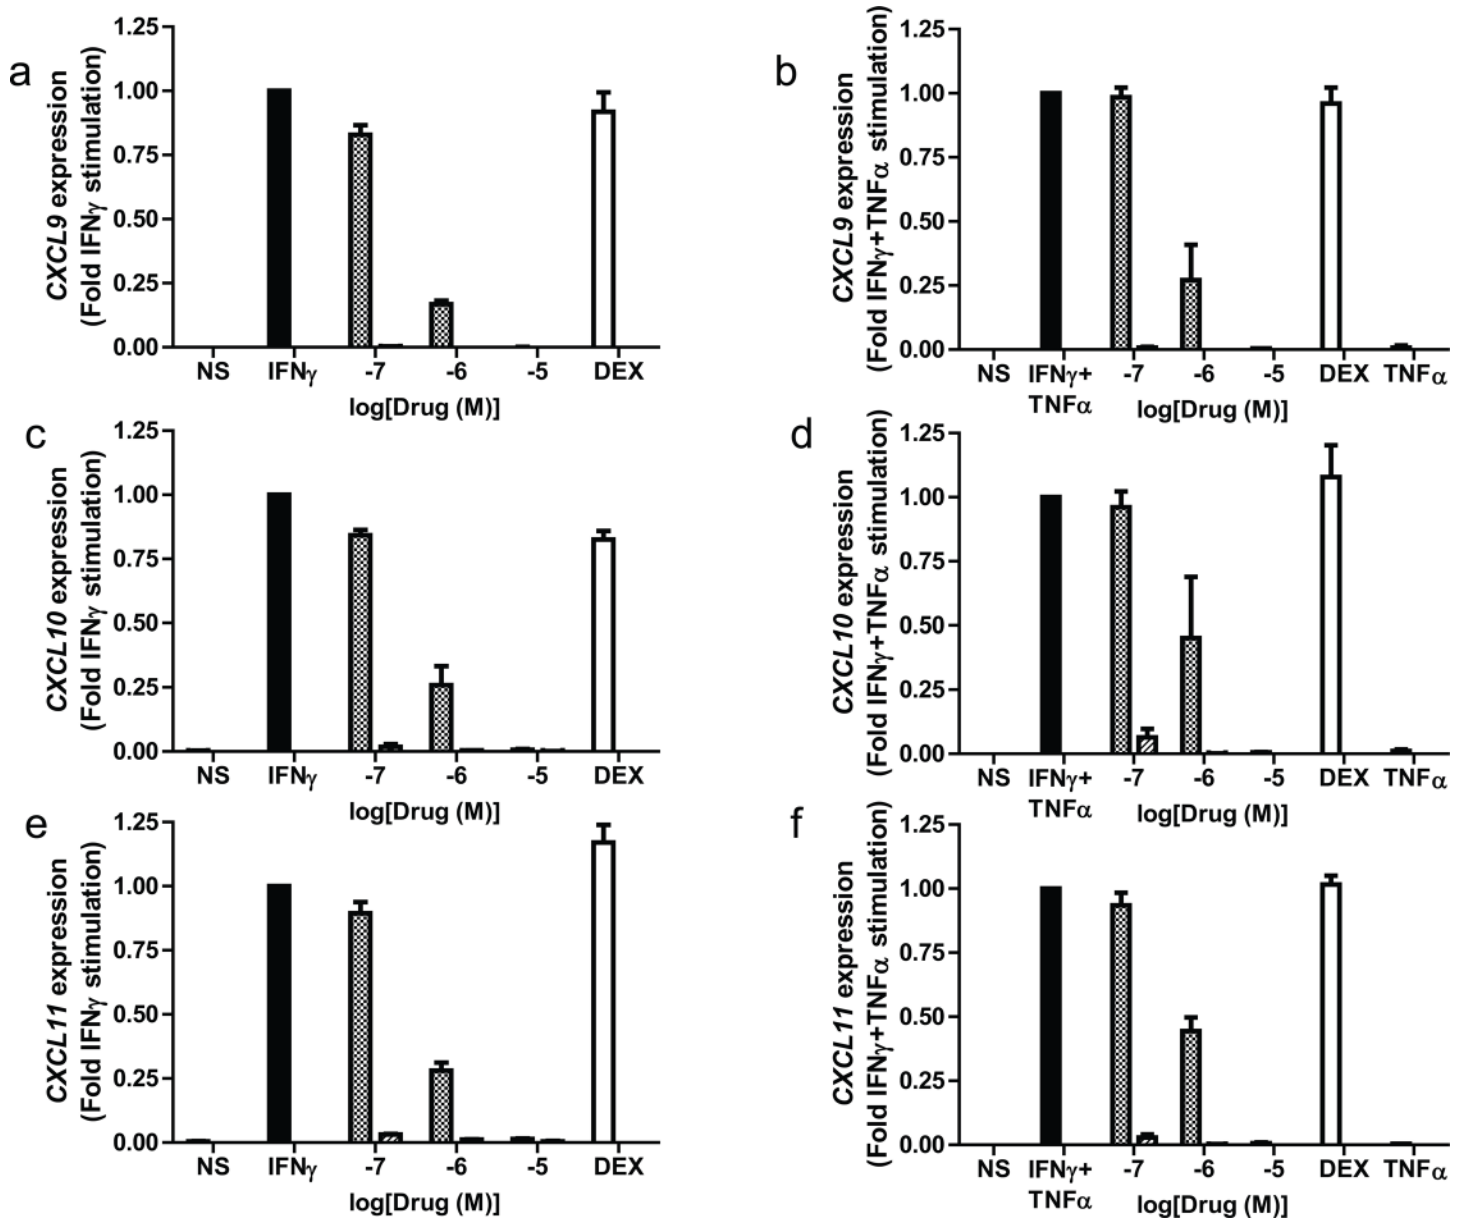 a
CXCL9 expression
(Fold IFNγ stimulation)
1.25
1.00
0.75
0.50
0.25
0.00
NS IFNγ -7 -6 -5 DEX
log[Drug (M)]
b
CXCL9 expression
(Fold IFNγ+TNFα stimulation)
1.25
1.00
0.75
0.50
0.25
0.00
NS IFNγ+ -7 -6 -5 DEX TNFα
TNFα log[Drug (M)]
c
CXCL10 expression
(Fold IFNγ stimulation)
1.25
1.00
0.75
0.50
0.25
0.00
NS IFNγ -7 -6 -5 DEX
log[Drug (M)]
d
CXCL10 expression
(Fold IFNγ+TNFα stimulation)
1.25
1.00
0.75
0.50
0.25
0.00
NS IFNγ+ -7 -6 -5 DEX TNFα
TNFα log[Drug (M)]
e
CXCL11 expression
(Fold IFNγ stimulation)
1.25
1.00
0.75
0.50
0.25
0.00
NS IFNγ -7 -6 -5 DEX
log[Drug (M)]
f
CXCL11 expression
(Fold IFNγ+TNFα stimulation)
1.25
1.00
0.75
0.50
0.25
0.00
NS IFNγ+ -7 -6 -5 DEX TNFα
TNFα log[Drug (M)]